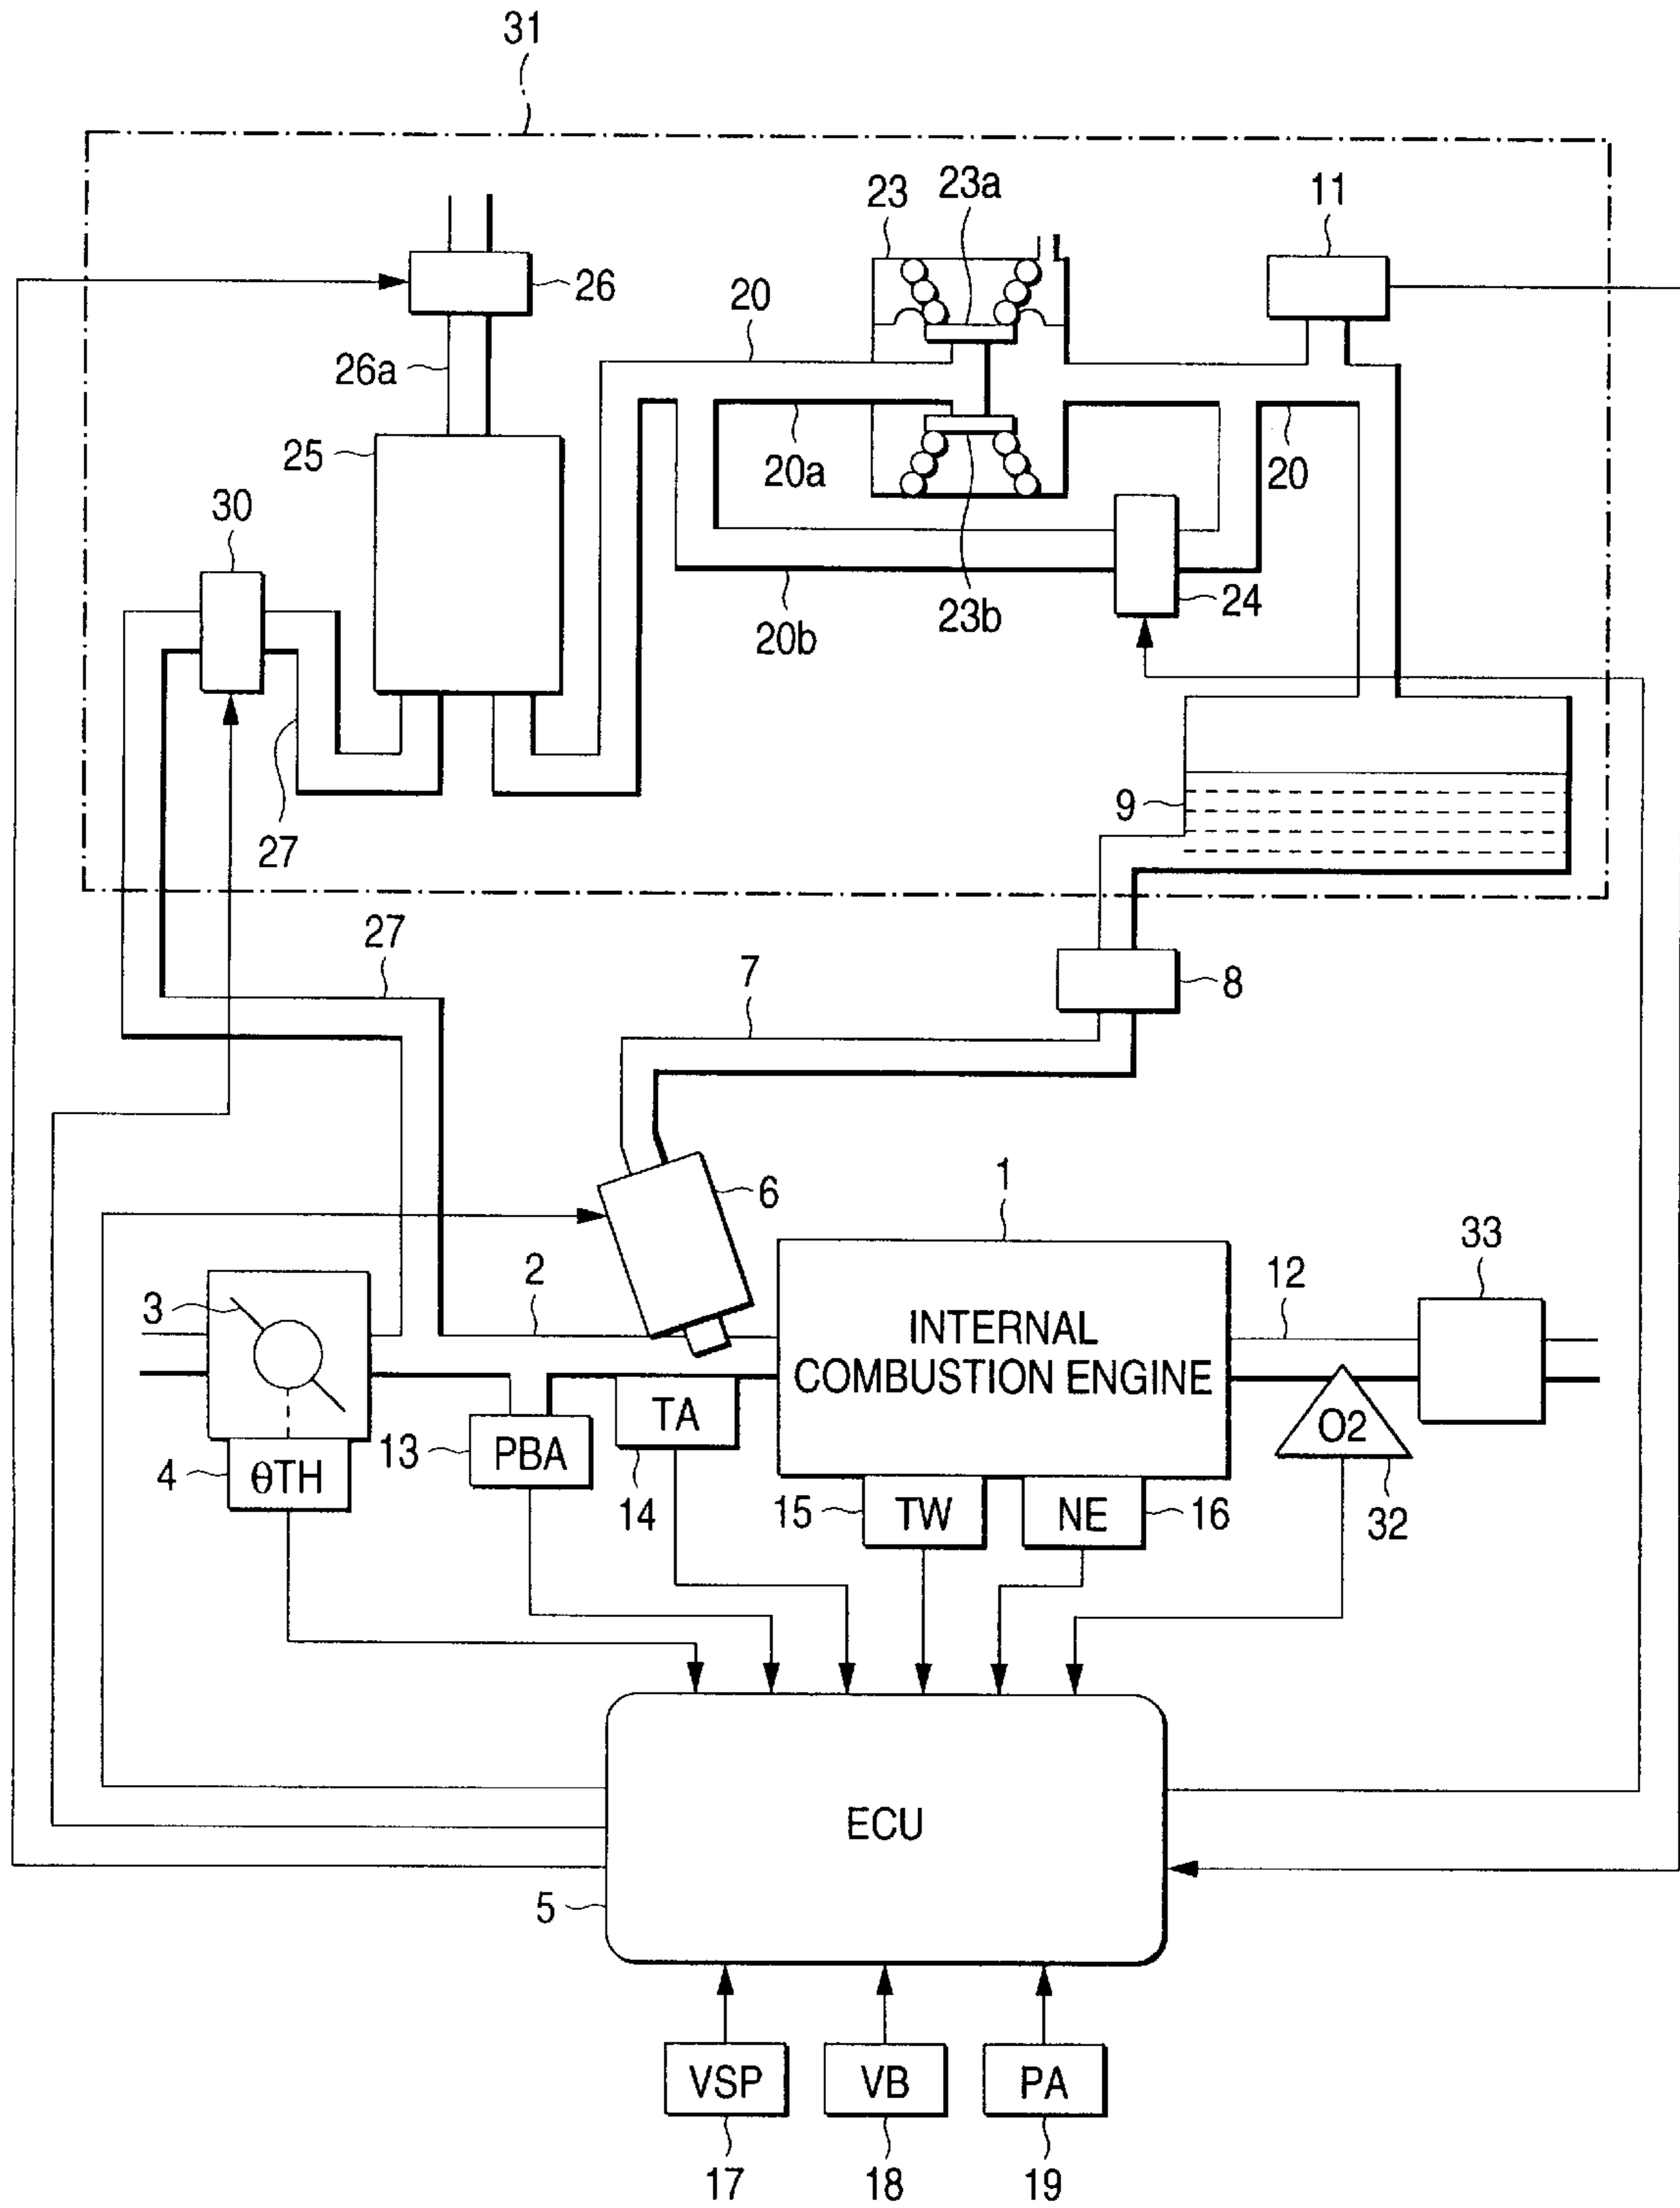 31
23
23a
11
26
20
26a
25
20a
20
30
24
23b
20b
9
27
27
7
8
1
6
33
2
12
3
INTERNAL
COMBUSTION ENGINE
TA
O2
13
PBA
4
θTH
14
15
TW
NE
16
32
ECU
5
VSP
VB
PA
17
18
19